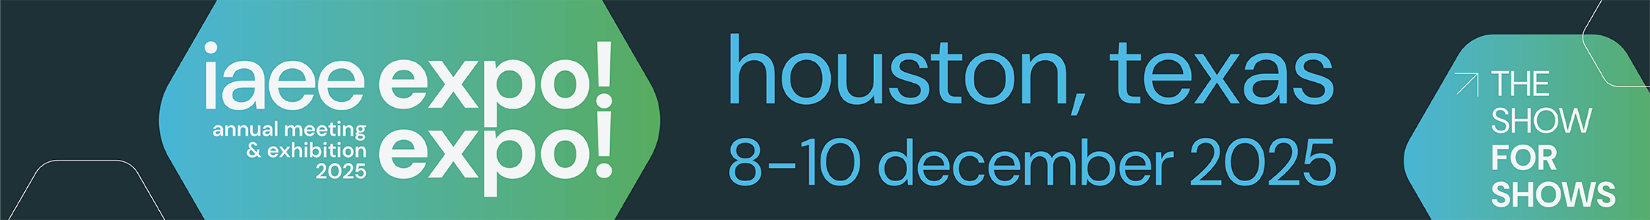 iaee expo!
annual meeting
& exhibition
2025
expo!
houston, texas
8–10 december 2025
THE
SHOW
FOR
SHOWS